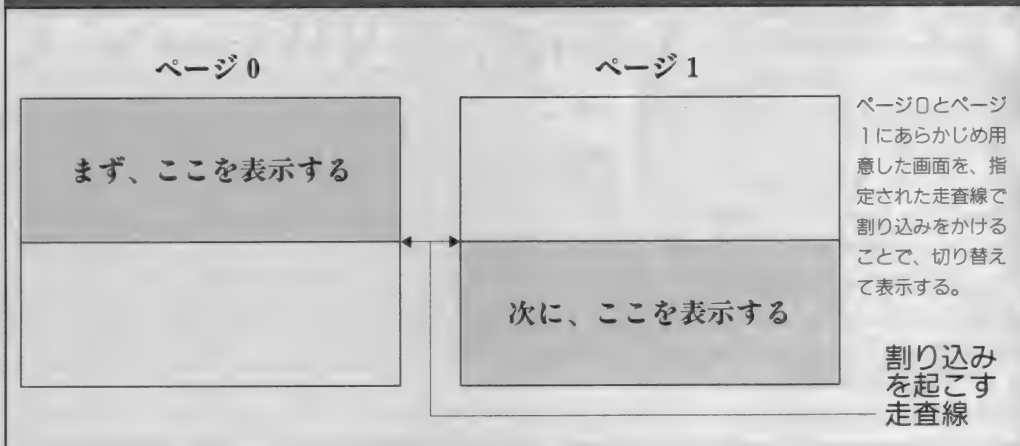 ページ 0
ページ 1
まず、ここを表示する
次に、ここを表示する
ページ0とページ
1にあらかじめ用
意した画面を、指
定された走査線で
割り込みをかける
ことで、切り替え
て表示する。
割り込み
を起こす
走査線